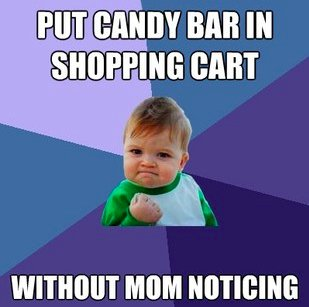 PUT CANDY BAR IN
SHOPPING CART
WITHOUT MOM NOTICING